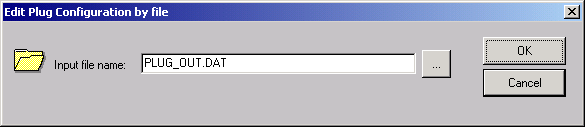 Edit Plug Configuration by file
Input file name: PLUG_OUT.DAT ... OK
Cancel